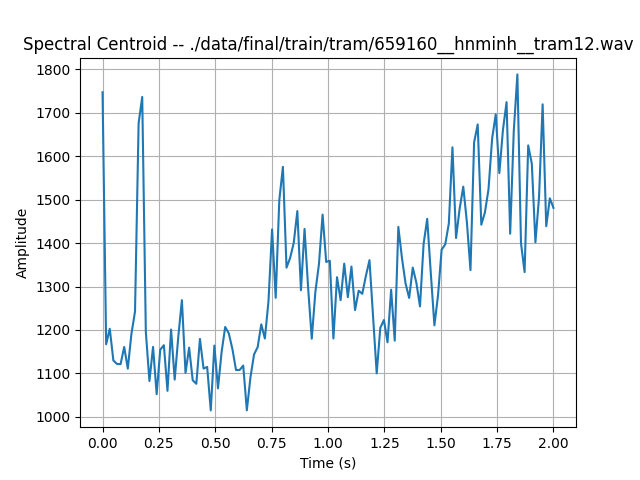 Spectral Centroid -- ./data/final/train/tram/659160__hnminh__tram12.wav
1800
1700
1600
1500
1400
1300
1200
1100
1000
Amplitude
0.00 0.25 0.50 0.75 1.00 1.25 1.50 1.75 2.00
Time (s)